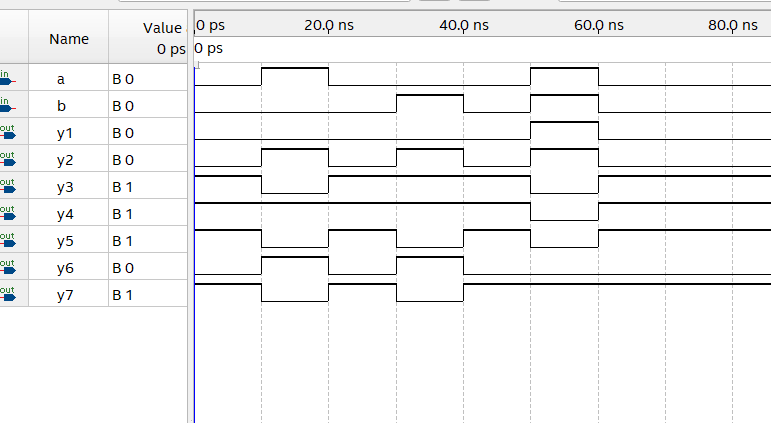 0 ps 20.0 ns 40.0 ns 60.0 ns 80.0 ns
Name Value
0 ps 0 ps
in a B 0
in b B 0
out y1 B 0
out y2 B 0
out y3 B 1
out y4 B 1
out y5 B 1
out y6 B 0
out y7 B 1